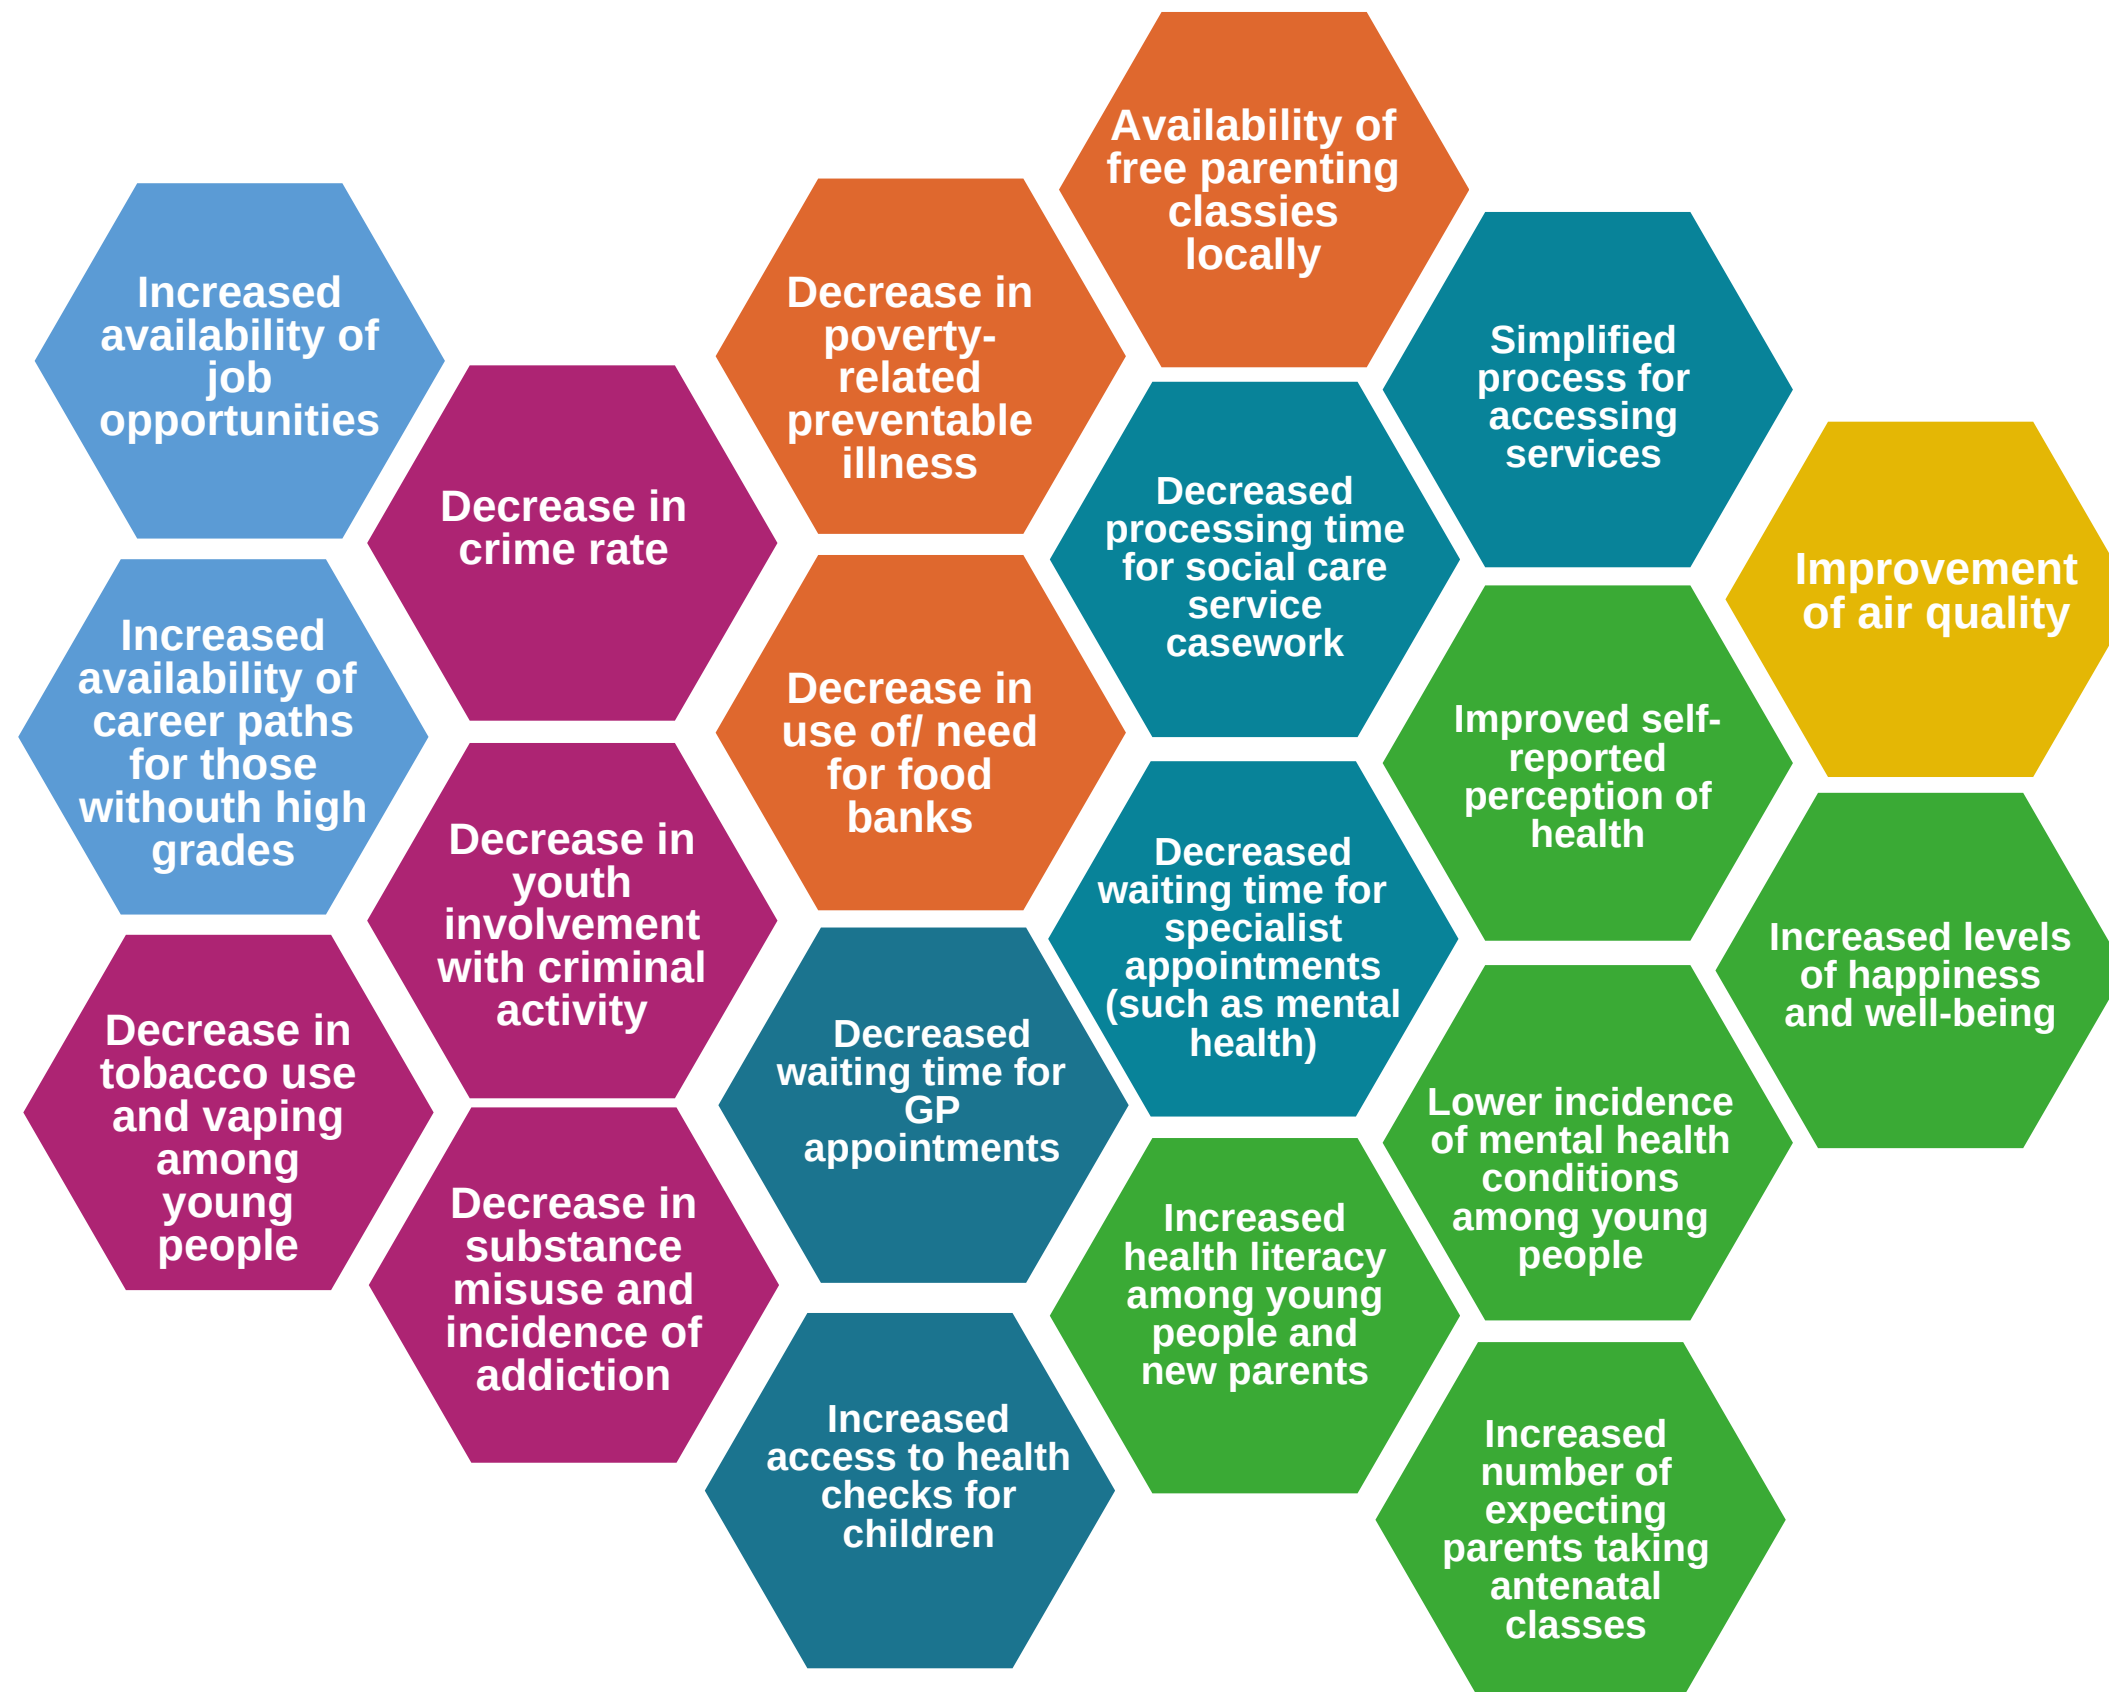 Availability of
free parenting
classies
locally
Increased
availability of
job
opportunities
Decrease in
poverty-
related
preventable
illness
Simplified
process for
accessing
services
Decrease in
crime rate
Decreased
processing time
for social care
service
casework
Improvement
of air quality
Increased
availability of
career paths
for those
withouth high
grades
Decrease in
use of/ need
for food
banks
Improved self-
reported
perception of
health
Decrease in
youth
involvement
with criminal
activity
Decreased
waiting time for
specialist
appointments
(such as mental
health)
Increased levels
of happiness
and well-being
Decrease in
tobacco use
and vaping
among
young
people
Decreased
waiting time for
GP
appointments
Lower incidence
of mental health
conditions
among young
people
Decrease in
substance
misuse and
incidence of
addiction
Increased
health literacy
among young
people and
new parents
Increased
access to health
checks for
children
Increased
number of
expecting
parents taking
antenatal
classes